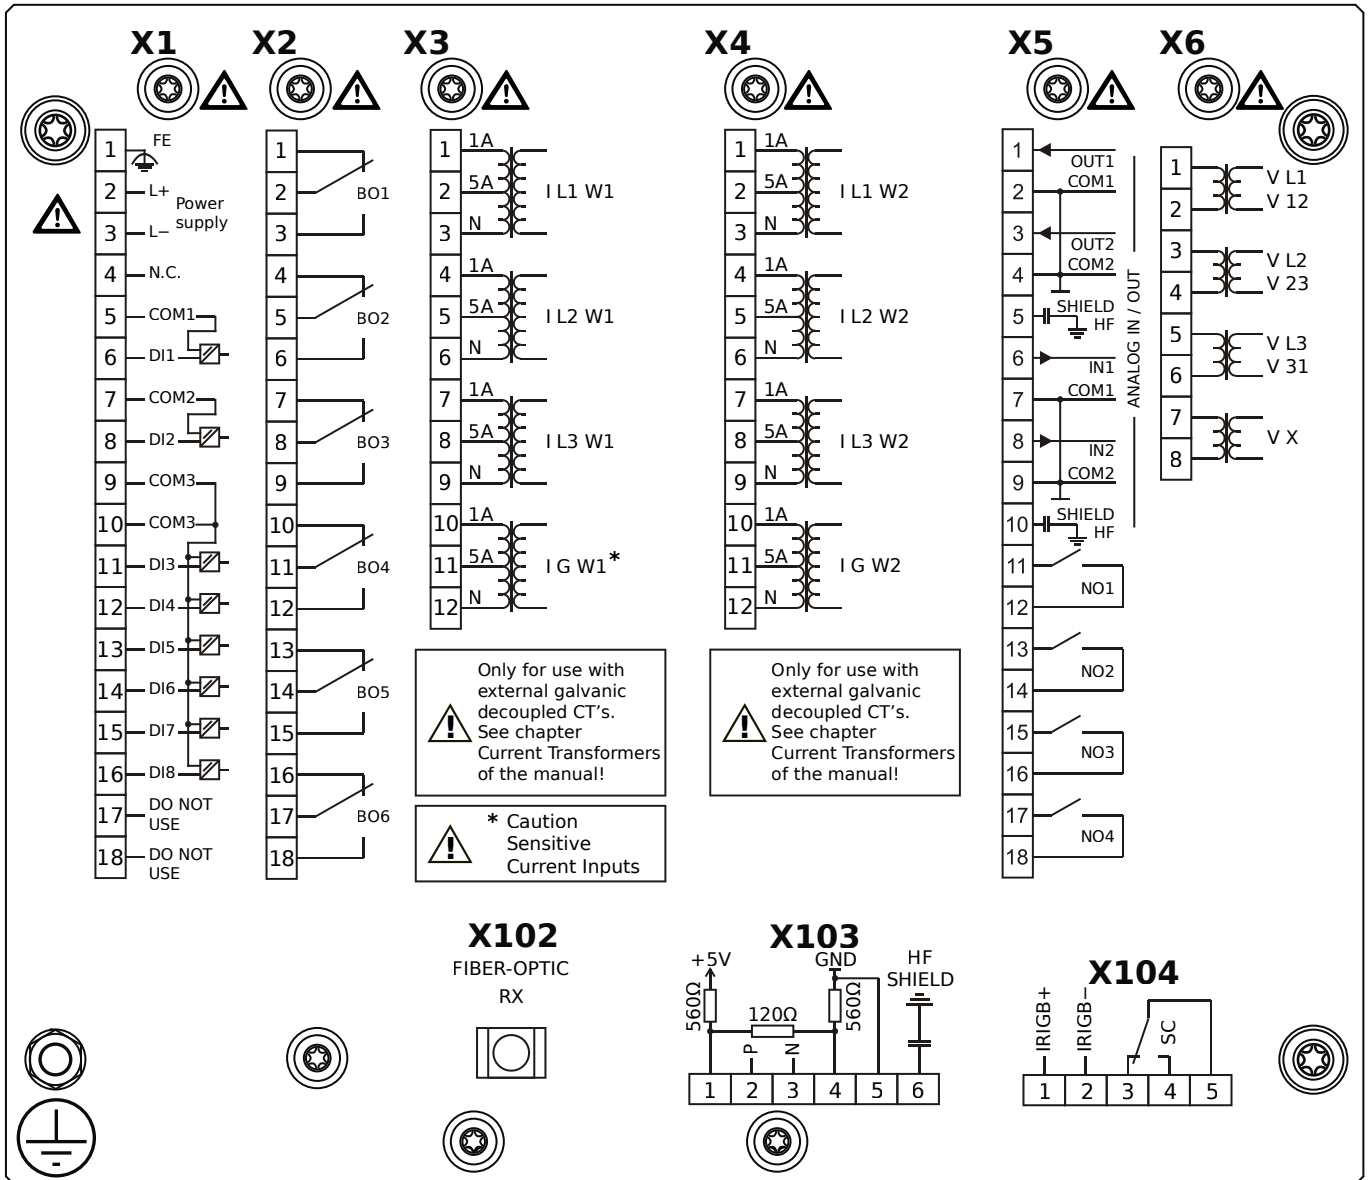 X1
1
FE
2
L+
Power
supply
3
L−
4
N.C.
5
COM1
6
DI1
7
COM2
8
DI2
9
COM3
10
COM3
11
DI3
12
DI4
13
DI5
14
DI6
15
DI7
16
DI8
17
DO NOT
USE
18
DO NOT
USE
X2
1
2
BO1
3
4
5
BO2
6
7
8
BO3
9
10
11
BO4
12
13
14
BO5
15
16
17
BO6
18
X3
1
1A
2
5A
I L1 W1
3
N
4
1A
5
5A
I L2 W1
6
N
7
1A
8
5A
I L3 W1
9
N
10
1A
11
5A
I G W1*
12
N
Only for use with
external galvanic
decoupled CT's.
See chapter
Current Transformers
of the manual!
* Caution
Sensitive
Current Inputs
X4
1
1A
2
5A
I L1 W2
3
N
4
1A
5
5A
I L2 W2
6
N
7
1A
8
5A
I L3 W2
9
N
10
1A
11
5A
I G W2
12
N
Only for use with
external galvanic
decoupled CT's.
See chapter
Current Transformers
of the manual!
X5
1
OUT1
2
COM1
3
OUT2
4
COM2
5
SHIELD
HF
6
IN1
7
COM1
8
IN2
9
COM2
10
SHIELD
HF
ANALOG IN / OUT
11
NO1
12
13
NO2
14
15
NO3
16
17
NO4
18
X6
1
V L1
2
V 12
3
V L2
4
V 23
5
V L3
6
V 31
7
V X
8
X102
FIBER-OPTIC
RX
X103
+5V
GND
HF
SHIELD
560Ω
120Ω
560Ω
P
N
1 2 3 4 5 6
X104
IRIGB+
IRIGB−
SC
1 2 3 4 5